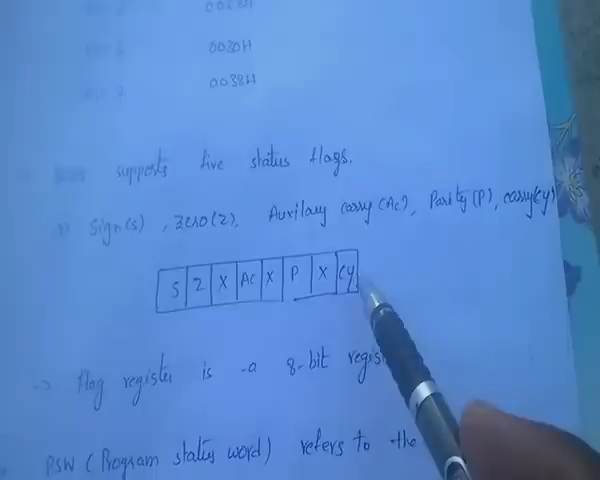 0030H
0038H
supports five status flags.
Sign(s), zero(z), Auxilary carry(Ac), Parity(P), carry(cy)
S Z X AC X P X CY
-> flag register is a 8-bit
PSW (Program status word) refers to the